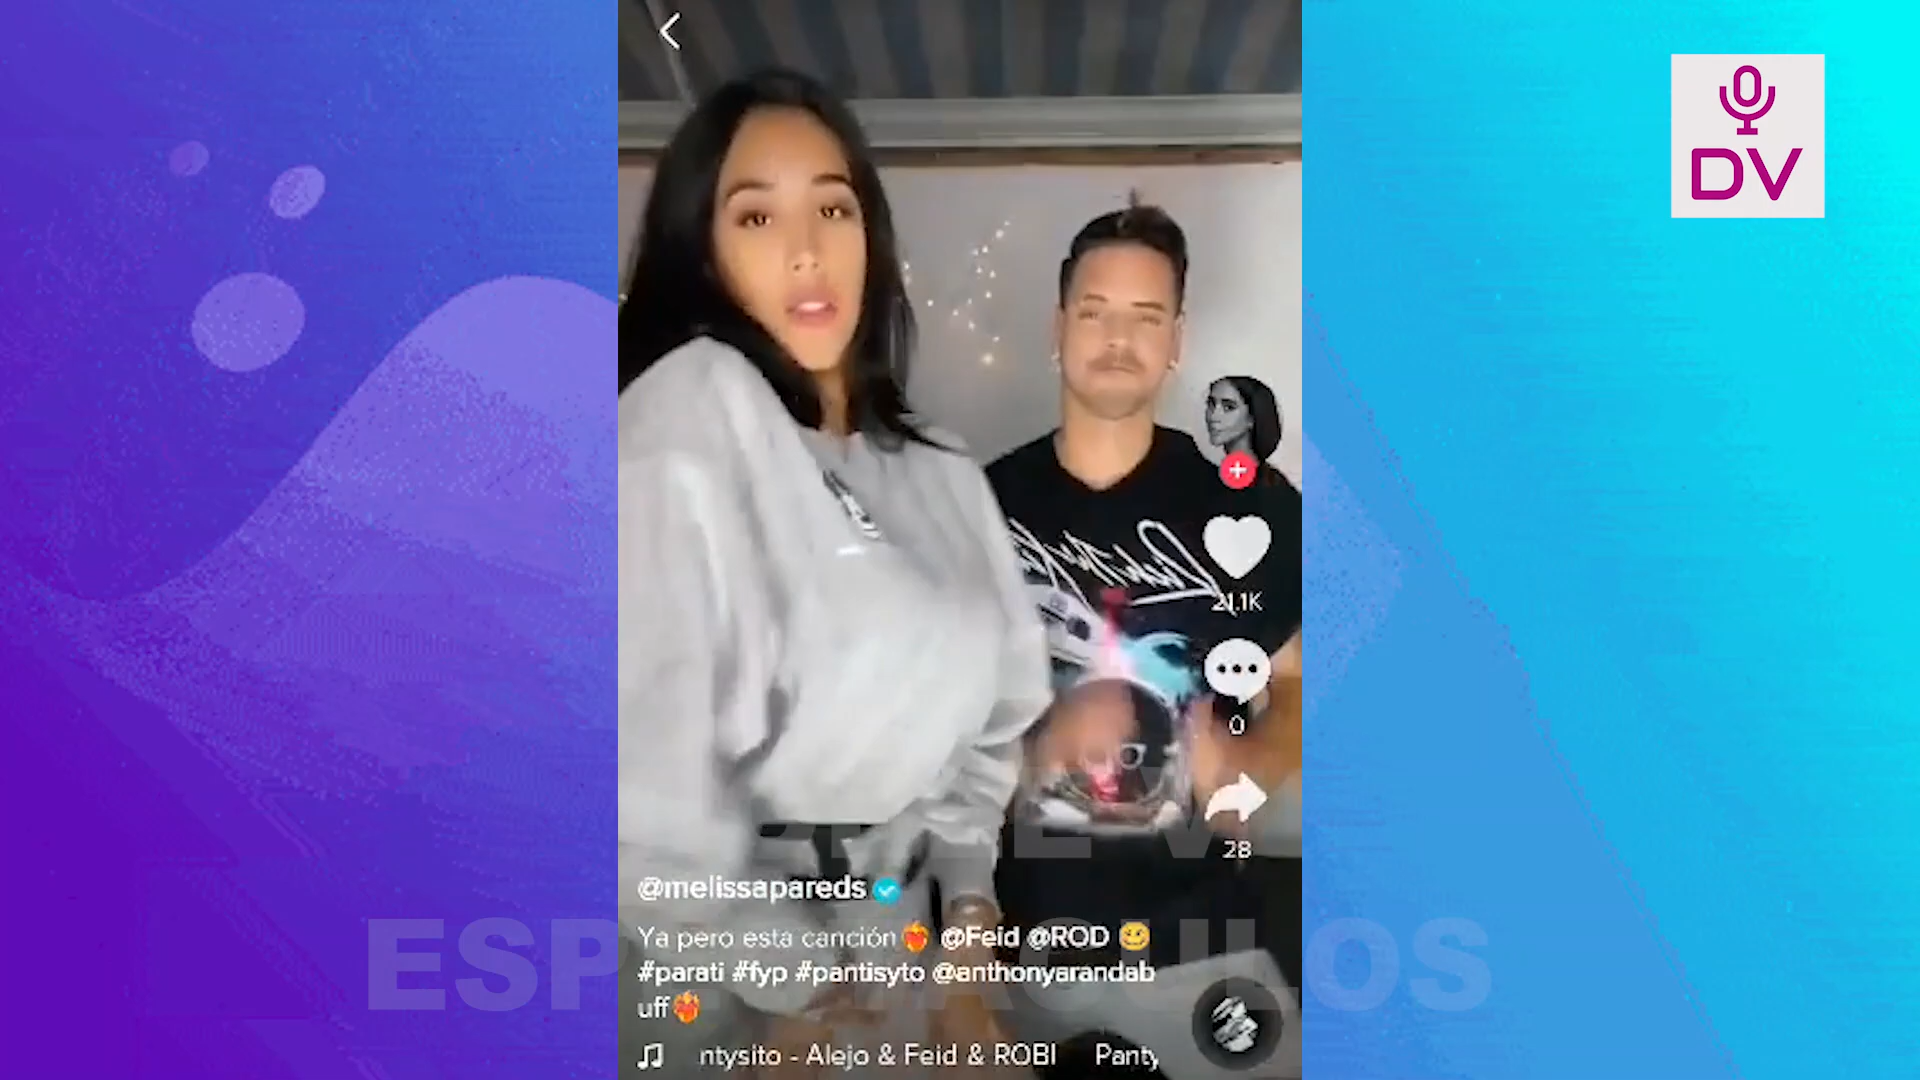 DV
21.1K
0
28
@melissapareds
Ya pero esta canción❤️‍🔥 @Feid @ROD 😀
#parati #fyp #pantisyto @anthonyarandab
uff❤️‍🔥
ntysito - Alejo & Feid & ROBI Panty
ESPECTÁCULOS